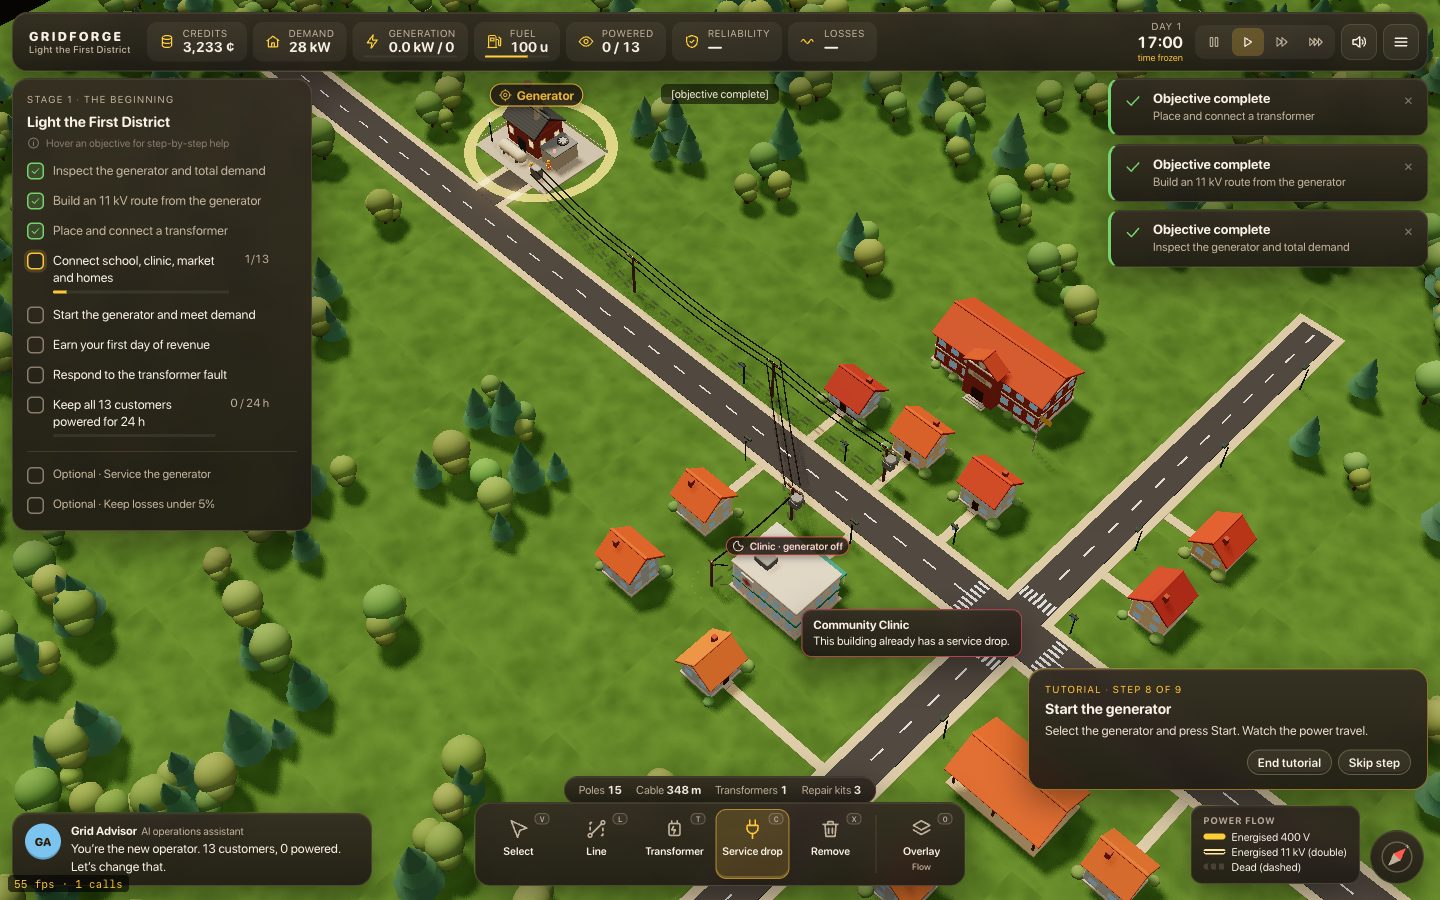 GRIDFORGE
Light the First District
CREDITS
3,233 ¢
DEMAND
28 kW
GENERATION
0.0 kW / 0
FUEL
100 u
POWERED
0 / 13
RELIABILITY
—
LOSSES
—
DAY 1
17:00
time frozen
STAGE 1 · THE BEGINNING
Light the First District
Hover an objective for step-by-step help
Inspect the generator and total demand
Build an 11 kV route from the generator
Place and connect a transformer
Connect school, clinic, market
and homes
1/13
Start the generator and meet demand
Earn your first day of revenue
Respond to the transformer fault
Keep all 13 customers
powered for 24 h
0 / 24 h
Optional · Service the generator
Optional · Keep losses under 5%
Generator
[objective complete]
Objective complete
Place and connect a transformer
Objective complete
Build an 11 kV route from the generator
Objective complete
Inspect the generator and total demand
Clinic · generator off
Community Clinic
This building already has a service drop.
TUTORIAL · STEP 8 OF 9
Start the generator
Select the generator and press Start. Watch the power travel.
End tutorial
Skip step
Poles 15 Cable 348 m Transformers 1 Repair kits 3
Select
V
Line
L
Transformer
T
Service drop
C
Remove
X
Overlay
O
Flow
GA
Grid Advisor AI operations assistant
You're the new operator. 13 customers, 0 powered.
Let's change that.
55 fps · 1 calls
POWER FLOW
Energised 400 V
Energised 11 kV (double)
Dead (dashed)